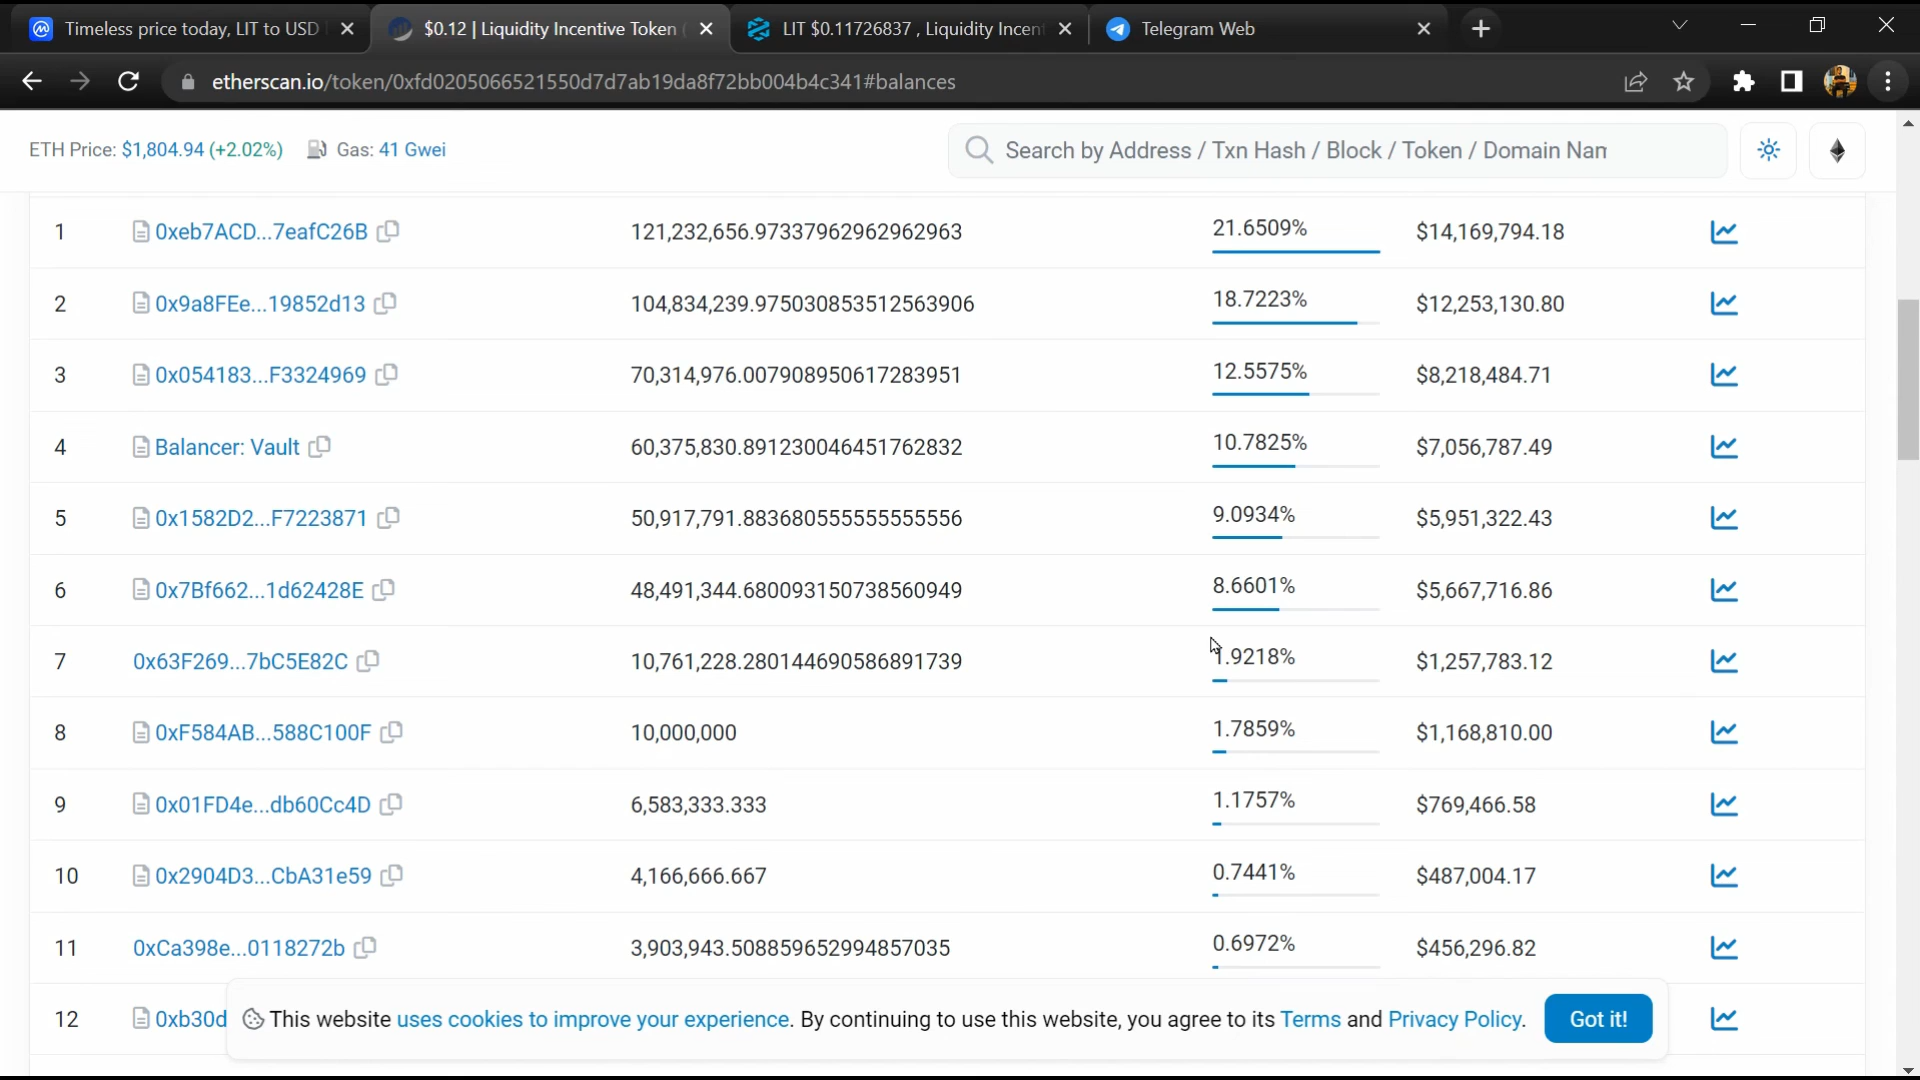 Timeless price today, LIT to USD
$0.12 | Liquidity Incentive Token (
LIT $0.11726837 , Liquidity Incent
Telegram Web
etherscan.io/token/0xfd0205066521550d7d7ab19da8f72bb004b4c341#balances
ETH Price: $1,804.94 (+2.02%) Gas: 41 Gwei
Search by Address / Txn Hash / Block / Token / Domain Nam
1 0xeb7ACD...7eafC26B 121,232,656.97337962962962963 21.6509% $14,169,794.18
2 0x9a8FEe...19852d13 104,834,239.975030853512563906 18.7223% $12,253,130.80
3 0x054183...F3324969 70,314,976.007908950617283951 12.5575% $8,218,484.71
4 Balancer: Vault 60,375,830.891230046451762832 10.7825% $7,056,787.49
5 0x1582D2...F7223871 50,917,791.883680555555555556 9.0934% $5,951,322.43
6 0x7Bf662...1d62428E 48,491,344.680093150738560949 8.6601% $5,667,716.86
7 0x63F269...7bC5E82C 10,761,228.280144690586891739 1.9218% $1,257,783.12
8 0xF584AB...588C100F 10,000,000 1.7859% $1,168,810.00
9 0x01FD4e...db60Cc4D 6,583,333.333 1.1757% $769,466.58
10 0x2904D3...CbA31e59 4,166,666.667 0.7441% $487,004.17
11 0xCa398e...0118272b 3,903,943.508859652994857035 0.6972% $456,296.82
12 0xb30d
This website uses cookies to improve your experience. By continuing to use this website, you agree to its Terms and Privacy Policy. Got it!